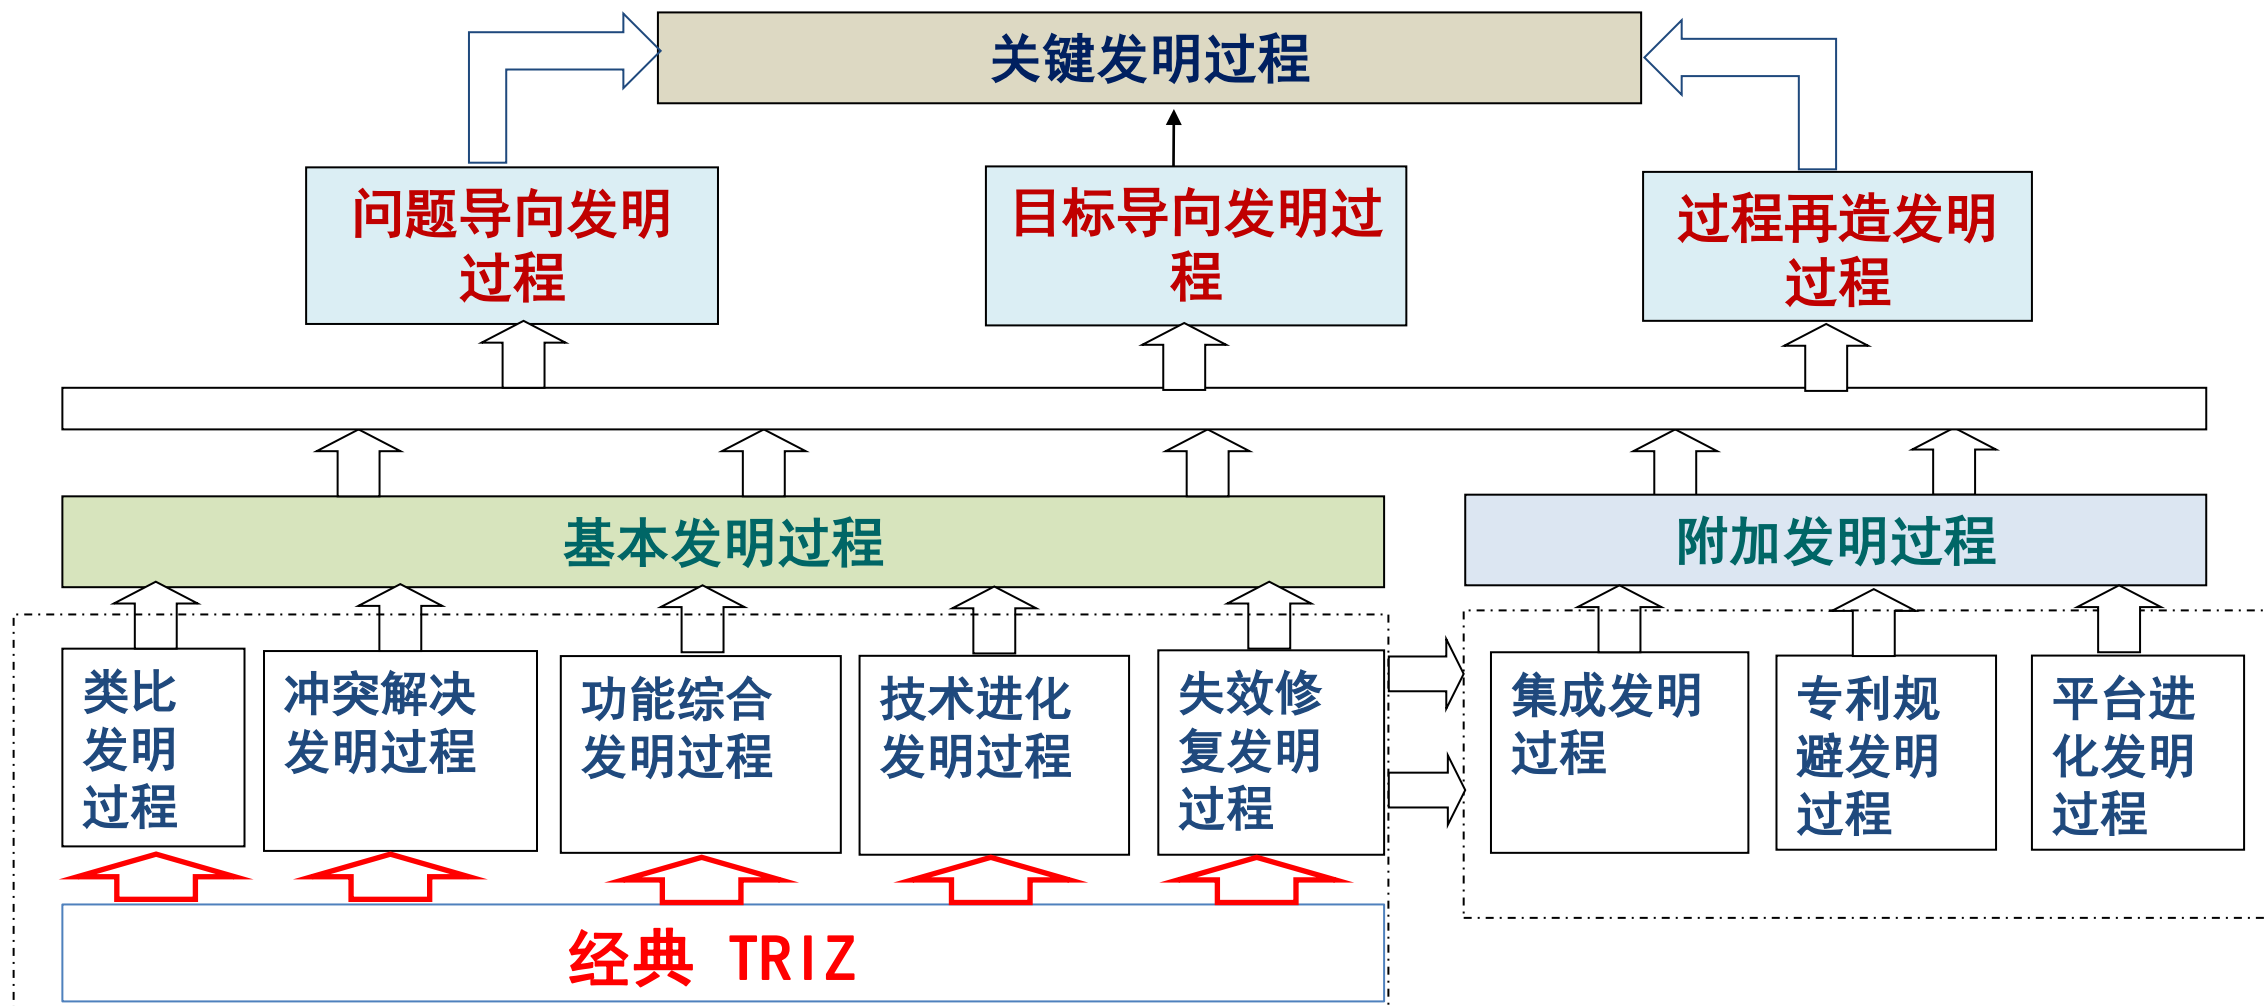 关键发明过程
问题导向发明
过程
目标导向发明过
程
过程再造发明
过程
基本发明过程
附加发明过程
类比
发明
过程
冲突解决
发明过程
功能综合
发明过程
技术进化
发明过程
失效修
复发明
过程
集成发明
过程
专利规
避发明
过程
平台进
化发明
过程
经典 TRIZ